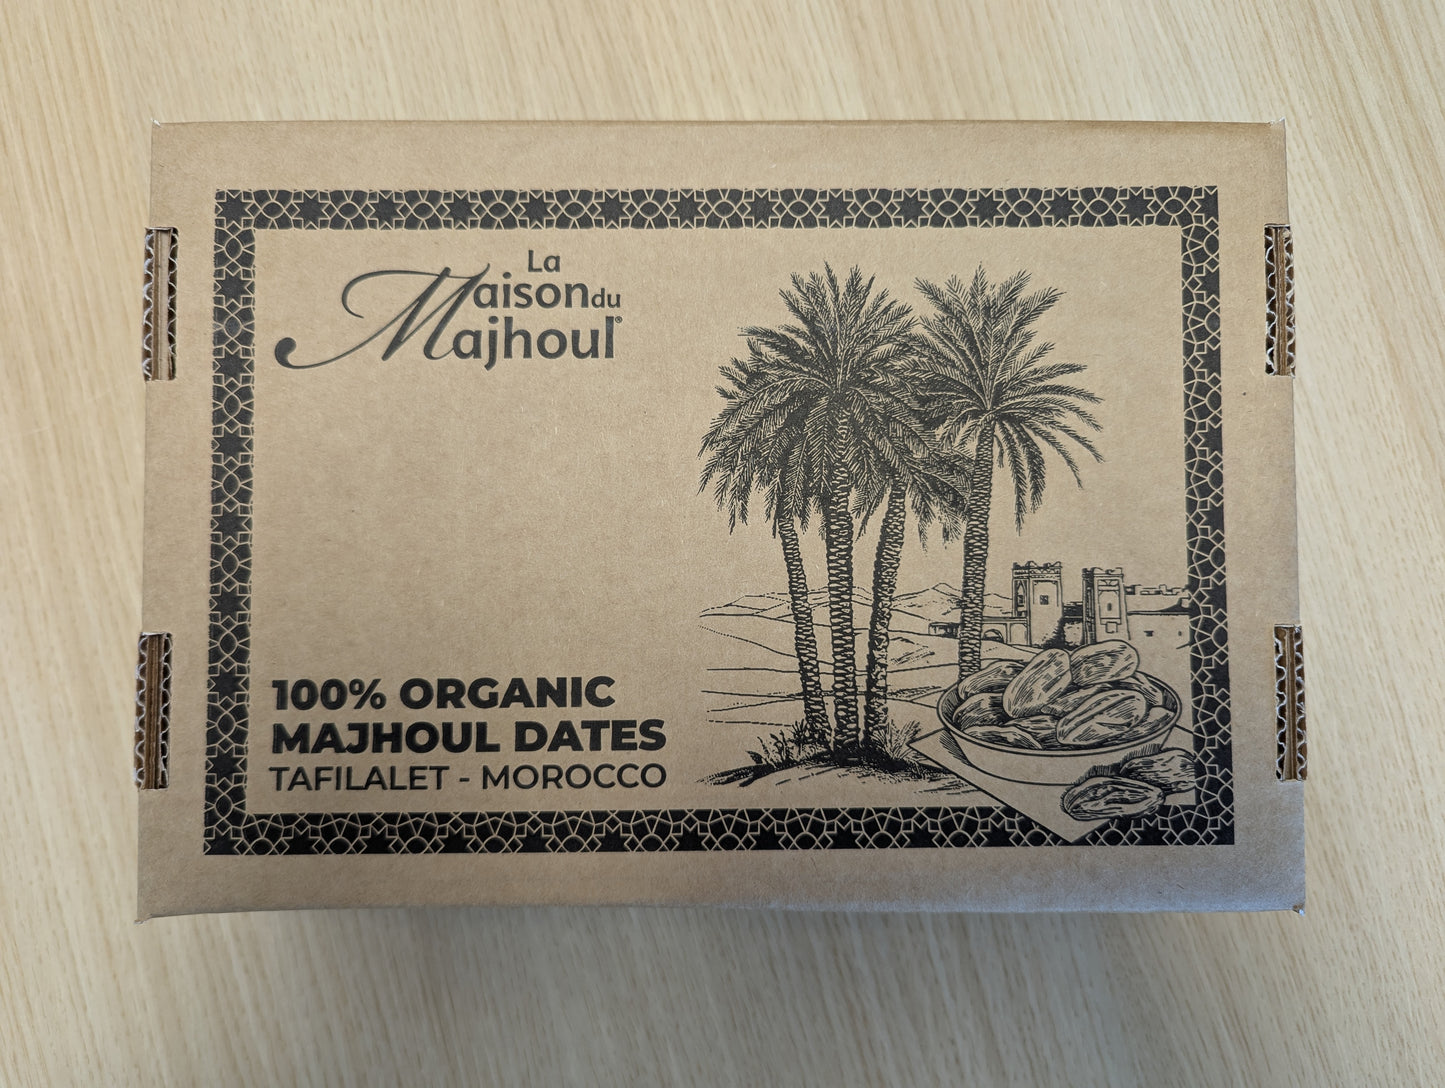 La
Maison du
Majhoul®
100% ORGANIC
MAJHOUL DATES
TAFILALET - MOROCCO